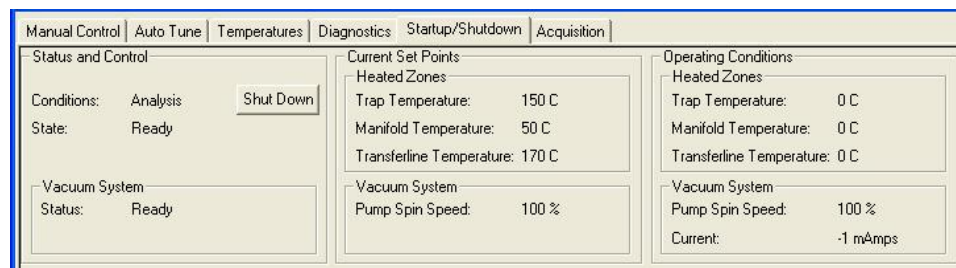 Manual Control Auto Tune Temperatures Diagnostics Startup/Shutdown Acquisition
Status and Control
Conditions: Analysis Shut Down
State: Ready
Vacuum System
Status: Ready
Current Set Points
Heated Zones
Trap Temperature: 150 C
Manifold Temperature: 50 C
Transferline Temperature: 170 C
Vacuum System
Pump Spin Speed: 100 %
Operating Conditions
Heated Zones
Trap Temperature: 0 C
Manifold Temperature: 0 C
Transferline Temperature: 0 C
Vacuum System
Pump Spin Speed: 100 %
Current: -1 mAmps